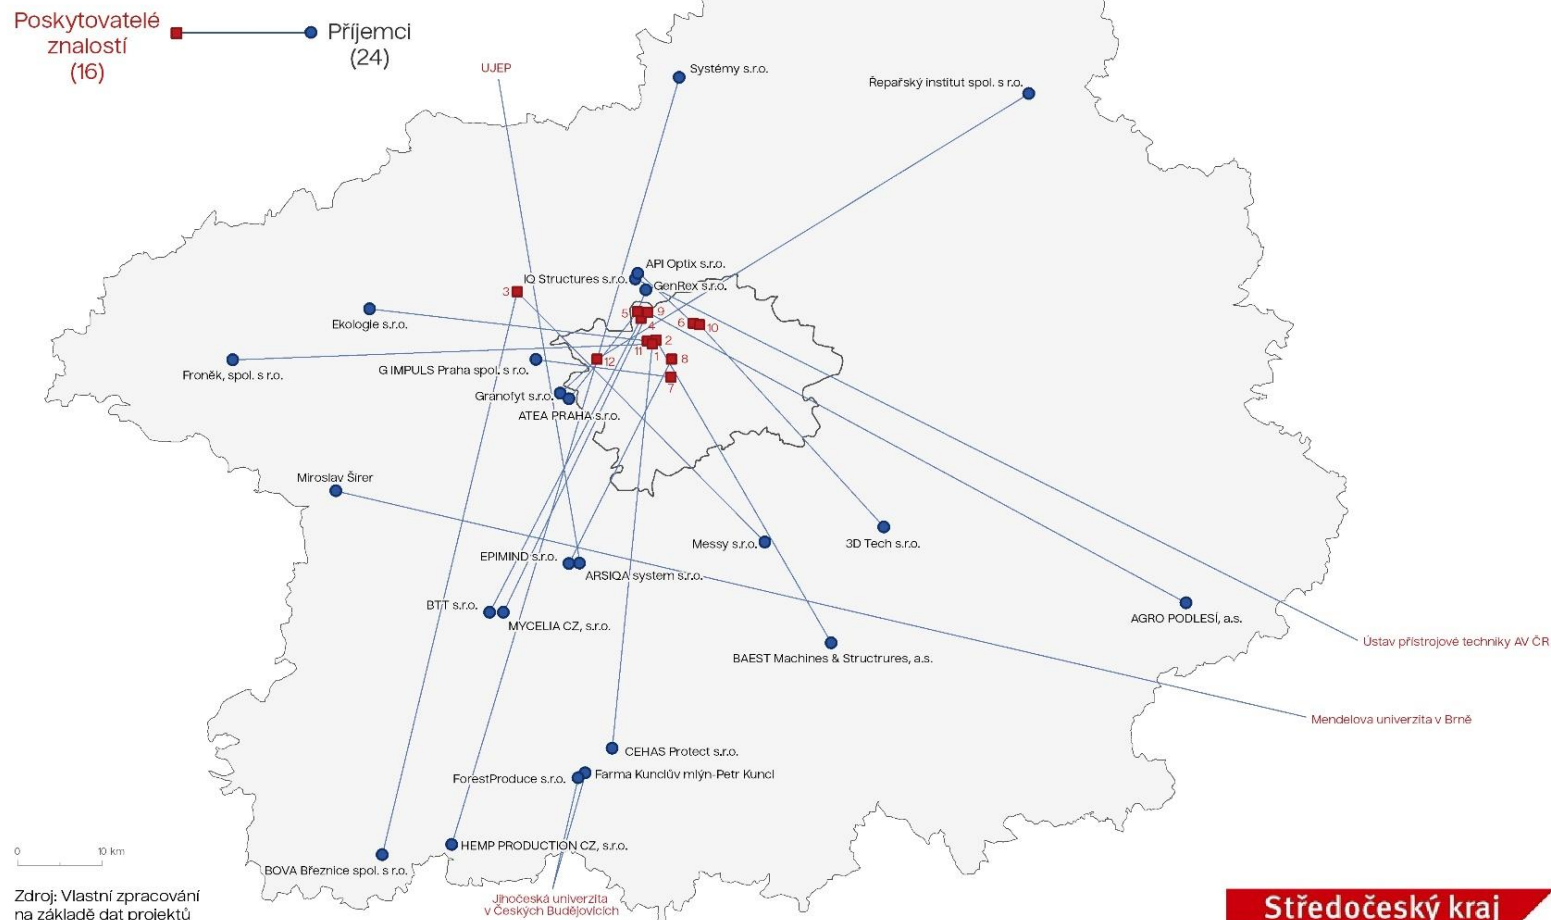 Poskytovatelé
znalostí
(16)
Příjemci
(24)
UJEP
Systémy s.r.o.
Řepařský institut spol. s r.o.
API Optix s.r.o.
IQ Structures s.r.o.
GenRex s.r.o.
3
5
9
4
6
10
Ekologie s.r.o.
2
11
1
8
12
7
Froněk, spol. s r.o.
G IMPULS Praha spol. s r.o.
Granofyt s.r.o.
ATEA PRAHA s.r.o.
Miroslav Šírer
Messy s.r.o.
3D Tech s.r.o.
EPIMIND s.r.o.
ARSIQA system s.r.o.
BTT s.r.o.
MYCELIA CZ, s.r.o.
AGRO PODLESÍ, a.s.
Ústav přístrojové techniky AV ČR
BAEST Machines & Structrures, a.s.
Mendelova univerzita v Brně
CEHAS Protect s.r.o.
Farma Kunclův mlýn-Petr Kuncl
ForestProduce s.r.o.
HEMP PRODUCTION CZ, s.r.o.
BOVA Březnice spol. s r.o.
0
10 km
Jihočeská univerzita
v Českých Budějovicích
Zdroj: Vlastní zpracování
na základě dat projektů
Středočeský kraj